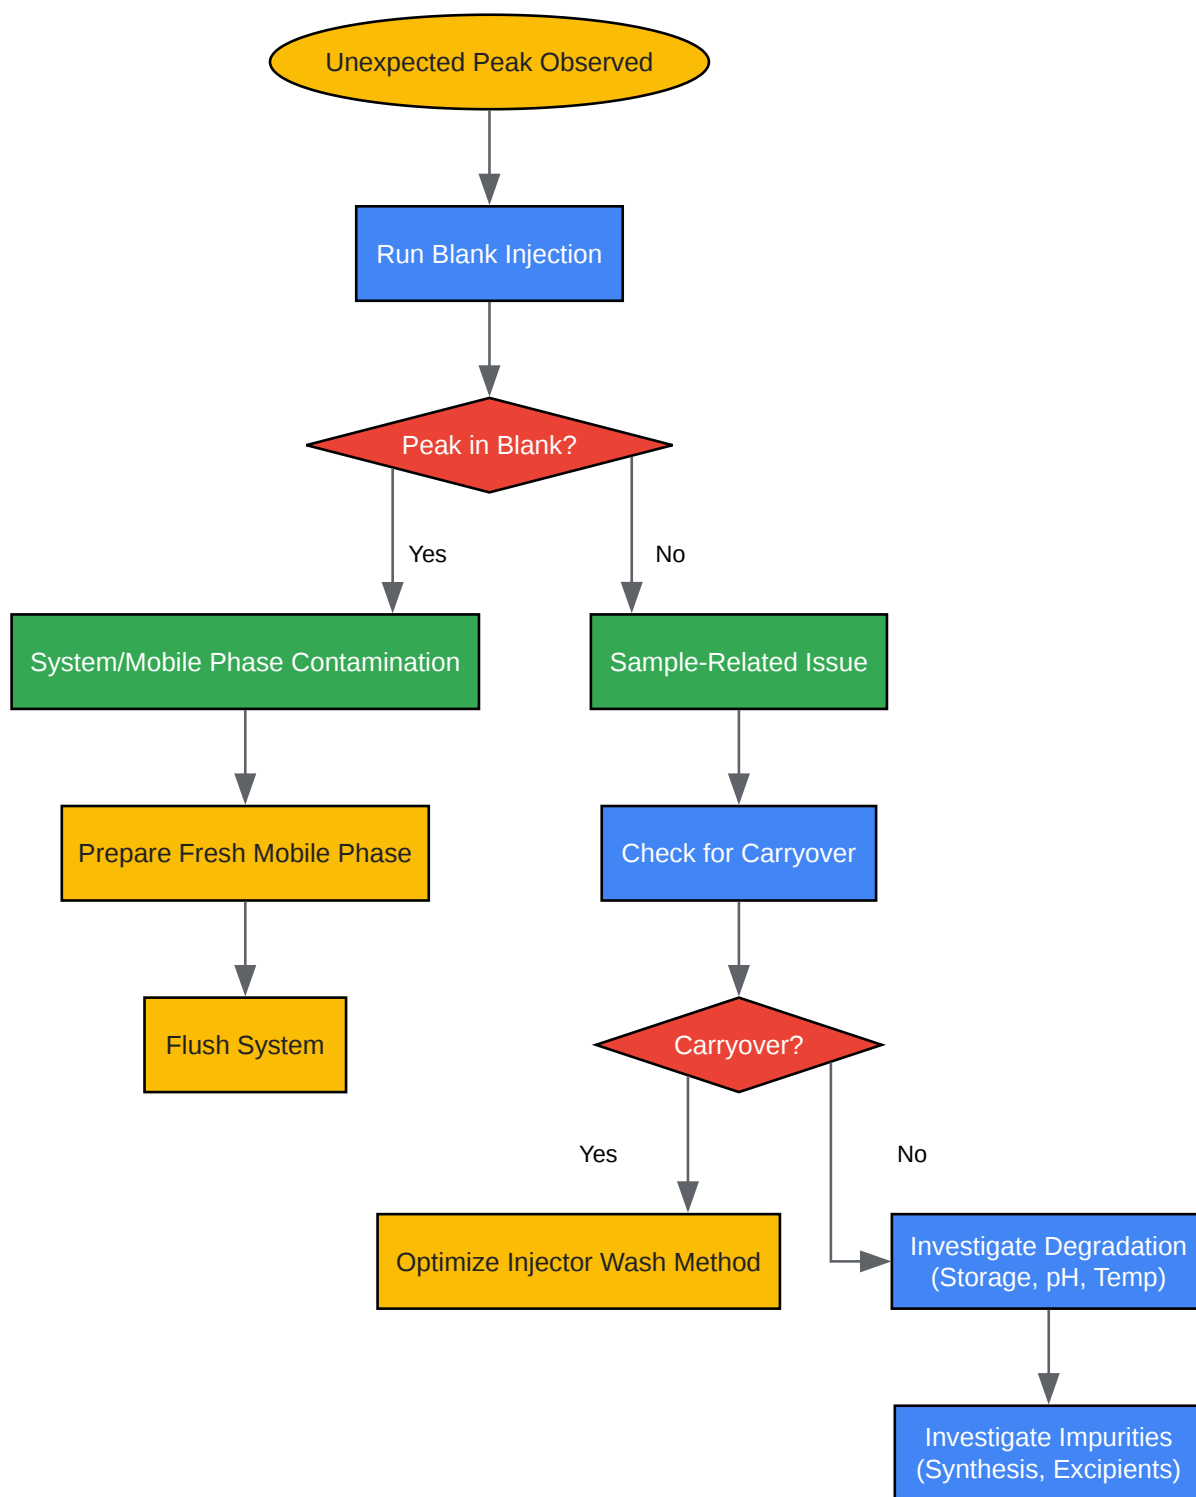 Unexpected Peak Observed
Run Blank Injection
Peak in Blank?
Yes
No
System/Mobile Phase Contamination
Sample-Related Issue
Prepare Fresh Mobile Phase
Check for Carryover
Flush System
Carryover?
Yes
No
Optimize Injector Wash Method
Investigate Degradation
(Storage, pH, Temp)
Investigate Impurities
(Synthesis, Excipients)